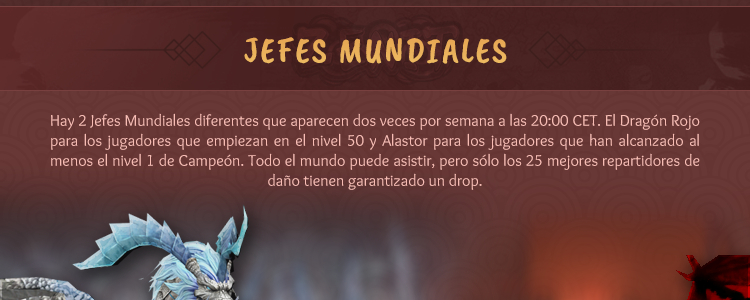 JEFES MUNDIALES
Hay 2 Jefes Mundiales diferentes que aparecen dos veces por semana a las 20:00 CET. El Dragón Rojo
para los jugadores que empiezan en el nivel 50 y Alastor para los jugadores que han alcanzado al
menos el nivel 1 de Campeón. Todo el mundo puede asistir, pero sólo los 25 mejores repartidores de
daño tienen garantizado un drop.